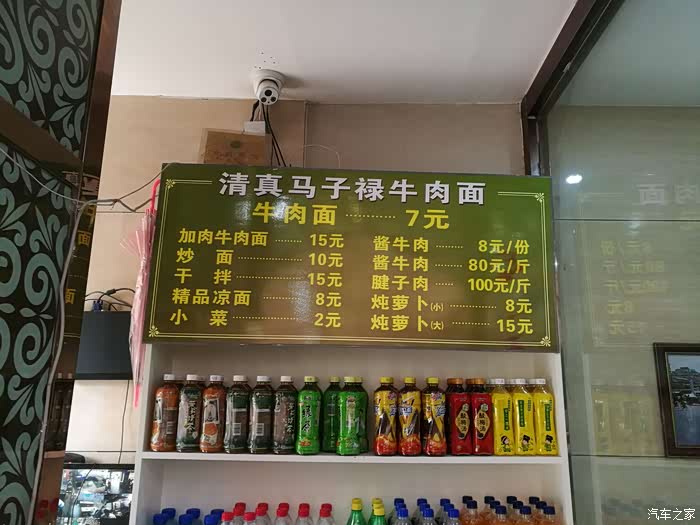 清真马子禄牛肉面
牛肉面 ………… 7元
加肉牛肉面 ……… 15元
炒 面 ………… 10元
干 拌 ………… 15元
精品凉面 ……… 8元
小 菜 ………… 2元
酱牛肉 ……… 8元/份
酱牛肉 ……… 80元/斤
腱子肉 ……… 100元/斤
炖萝卜(小) ……… 8元
炖萝卜(大) ……… 15元
面
汽车之家